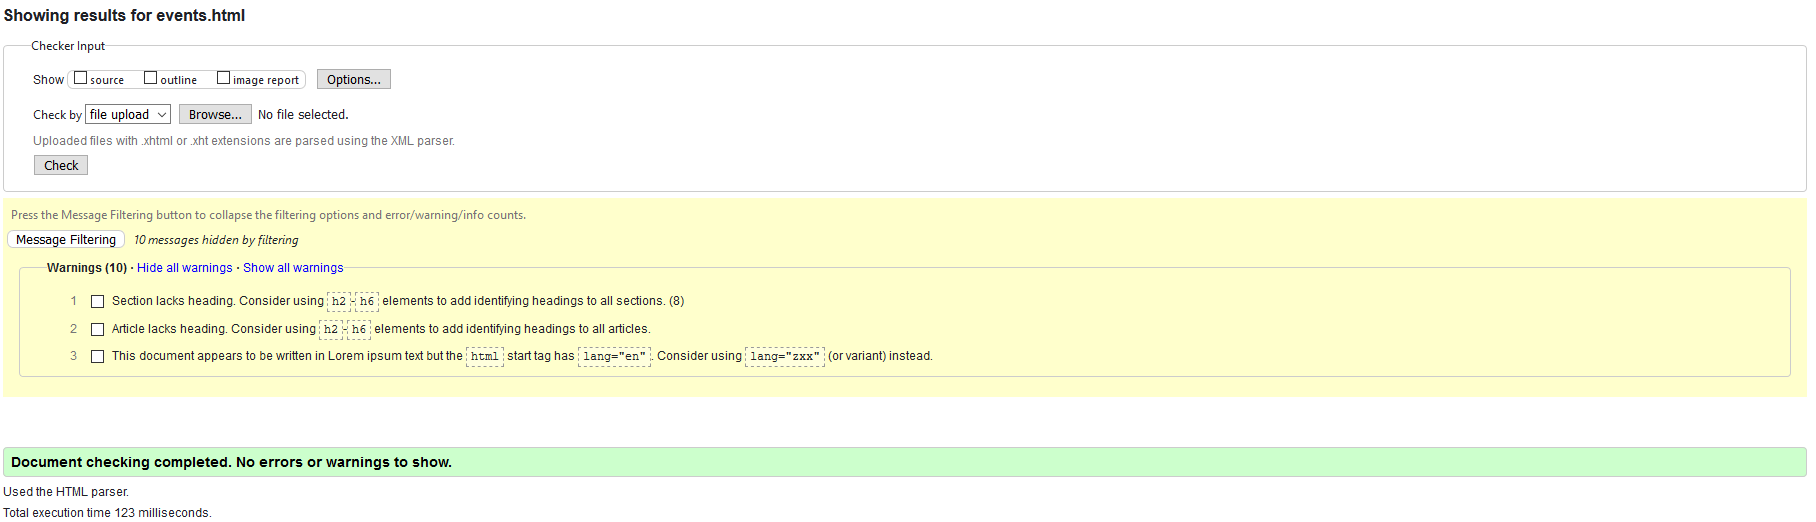 Showing results for events.html
Checker Input
Show source outline image report Options...
Check by file upload Browse... No file selected.
Uploaded files with .xhtml or .xht extensions are parsed using the XML parser.
Check
Press the Message Filtering button to collapse the filtering options and error/warning/info counts.
Message Filtering 10 messages hidden by filtering
Warnings (10) · Hide all warnings · Show all warnings
1 Section lacks heading. Consider using h2-h6 elements to add identifying headings to all sections. (8)
2 Article lacks heading. Consider using h2-h6 elements to add identifying headings to all articles.
3 This document appears to be written in Lorem ipsum text but the html start tag has lang="en". Consider using lang="zxx" (or variant) instead.
Document checking completed. No errors or warnings to show.
Used the HTML parser.
Total execution time 123 milliseconds.